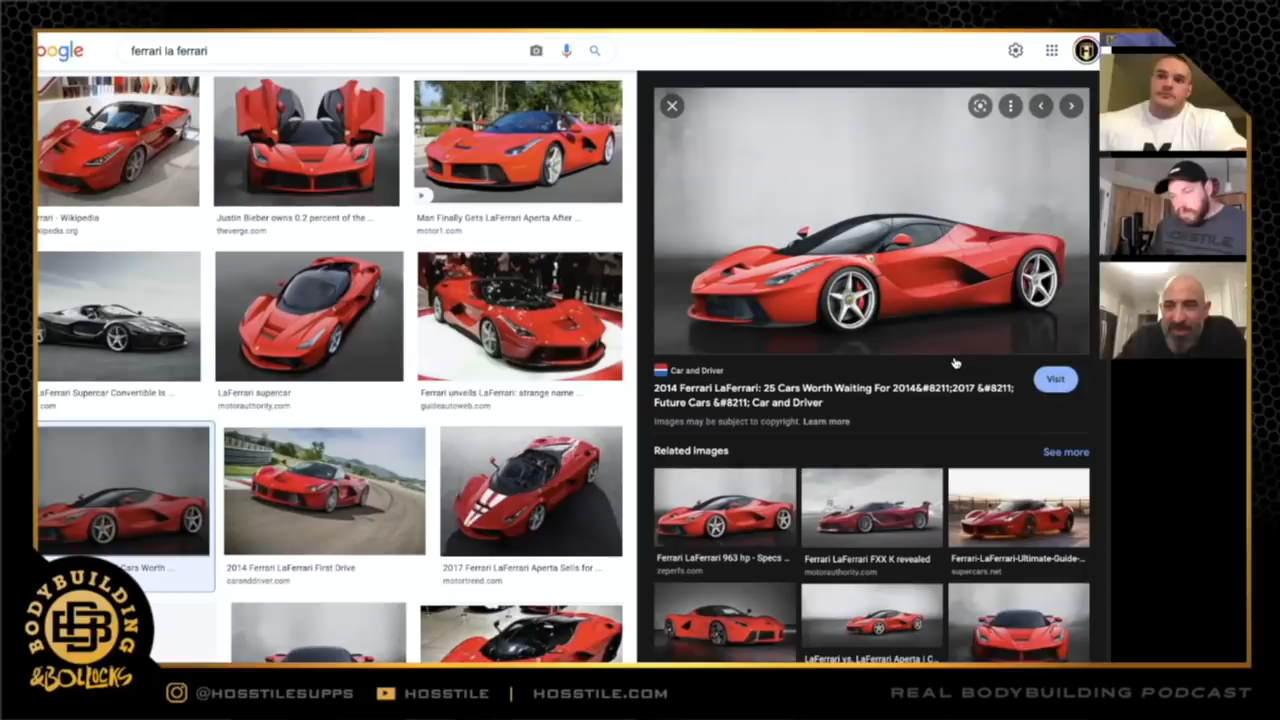 oogle
ferrari la ferrari
rrari - Wikipedia
kipedia.org
Justin Bieber owns 0.2 percent of the ...
theverge.com
Man Finally Gets LaFerrari Aperta After ...
motor1.com
aFerrari Supercar Convertible Is ...
.com
LaFerrari supercar
motorauthority.com
Ferrari unveils LaFerrari: strange name ...
guideautoweb.com
Cars Worth ...
2014 Ferrari LaFerrari First Drive
caranddriver.com
2017 Ferrari LaFerrari Aperta Sells for ...
motortrend.com
Car and Driver
2014 Ferrari LaFerrari: 25 Cars Worth Waiting For 2014&#8211;2017 &#8211;
Future Cars &#8211; Car and Driver
Visit
Images may be subject to copyright. Learn more
Related Images
See more
Ferrari LaFerrari 963 hp - Specs ...
zeperfs.com
Ferrari LaFerrari FXX K revealed
motorauthority.com
Ferrari-LaFerrari-Ultimate-Guide-...
supercars.net
LaFerrari vs. LaFerrari Aperta | C...
HOSSTILE
BODYBUILDING
&BOLLOCKS
@HOSSTILESUPPS
HOSSTILE | HOSSTILE.COM
REAL BODYBUILDING PODCAST